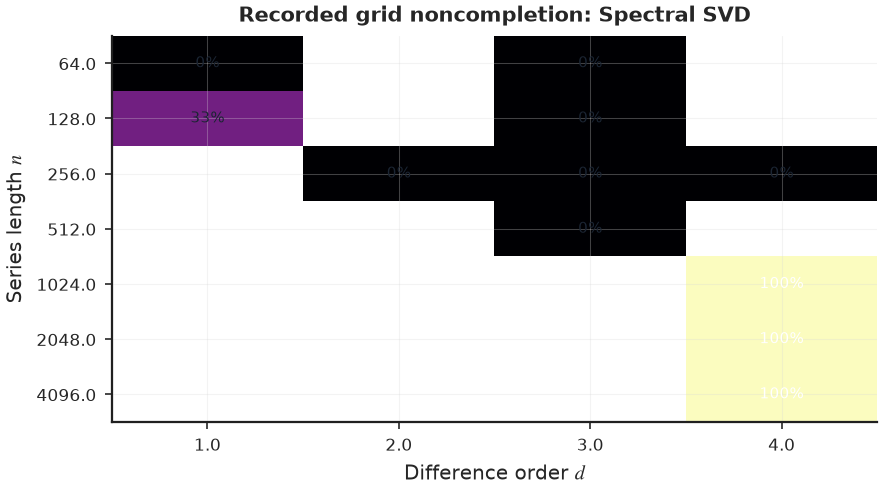 Recorded grid noncompletion: Spectral SVD
Series length n
64.0 0% 0%
128.0 33% 0%
256.0 0% 0% 0%
512.0 0%
1024.0 100%
2048.0 100%
4096.0 100%
1.0 2.0 3.0 4.0
Difference order d